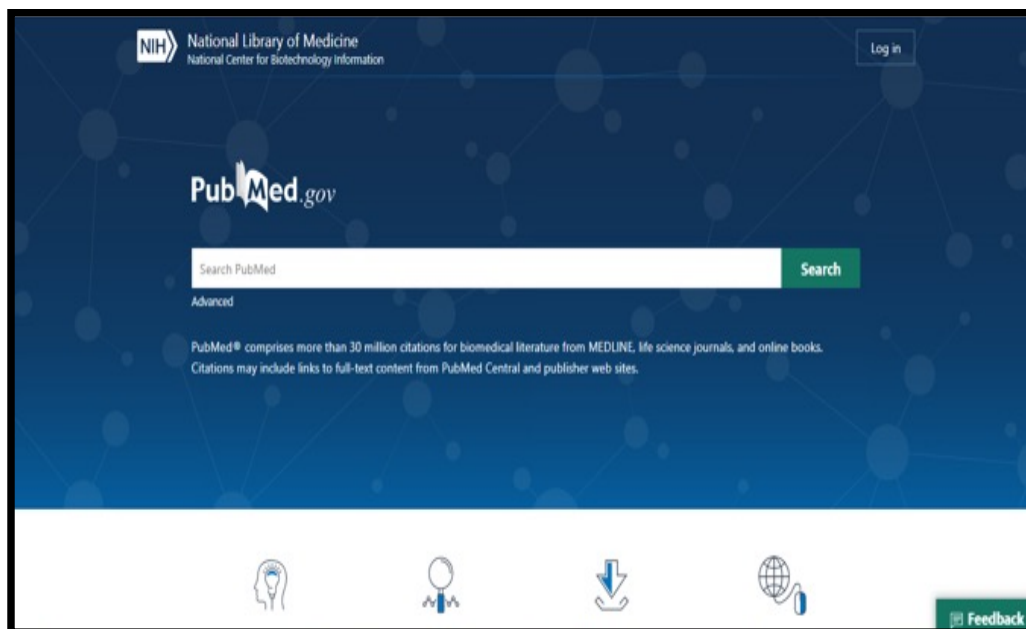 NIH
National Library of Medicine
National Center for Biotechnology Information
Log in
PubMed.gov
Search PubMed
Search
Advanced
PubMed® comprises more than 30 million citations for biomedical literature from MEDLINE, life science journals, and online books.
Citations may include links to full-text content from PubMed Central and publisher web sites.
Feedback